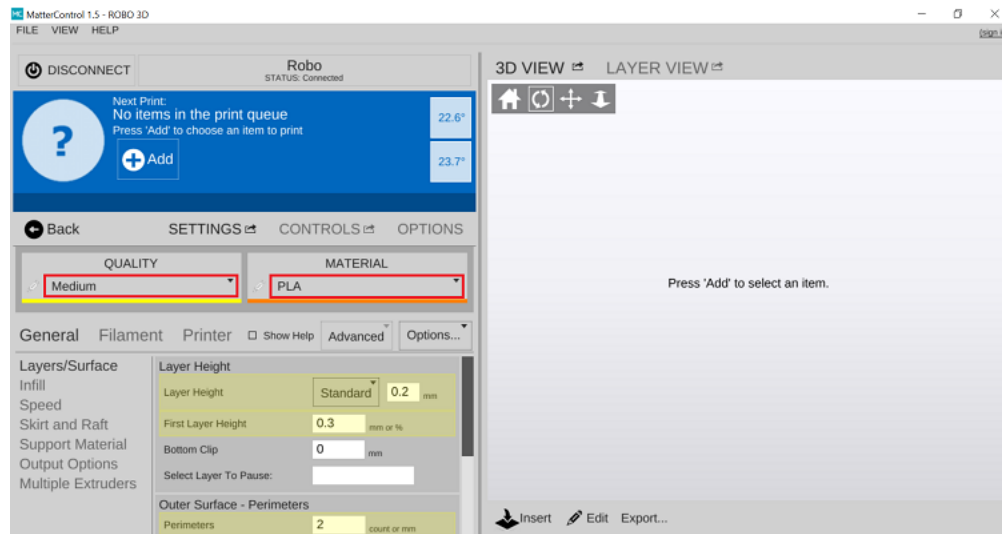 MC MatterControl 1.5 - ROBO 3D
FILE VIEW HELP
DISCONNECT
Robo
STATUS: Connected
Next Print:
No items in the print queue
Press 'Add' to choose an item to print
Add
22.6°
23.7°
Back
SETTINGS
CONTROLS
OPTIONS
QUALITY
Medium
MATERIAL
PLA
General Filament Printer Show Help Advanced Options...
Layers/Surface
Infill
Speed
Skirt and Raft
Support Material
Output Options
Multiple Extruders
Layer Height
Layer Height Standard 0.2 mm
First Layer Height 0.3 mm or %
Bottom Clip 0 mm
Select Layer To Pause:
Outer Surface - Perimeters
Perimeters 2 count or mm
3D VIEW LAYER VIEW
Press 'Add' to select an item.
Insert Edit Export...